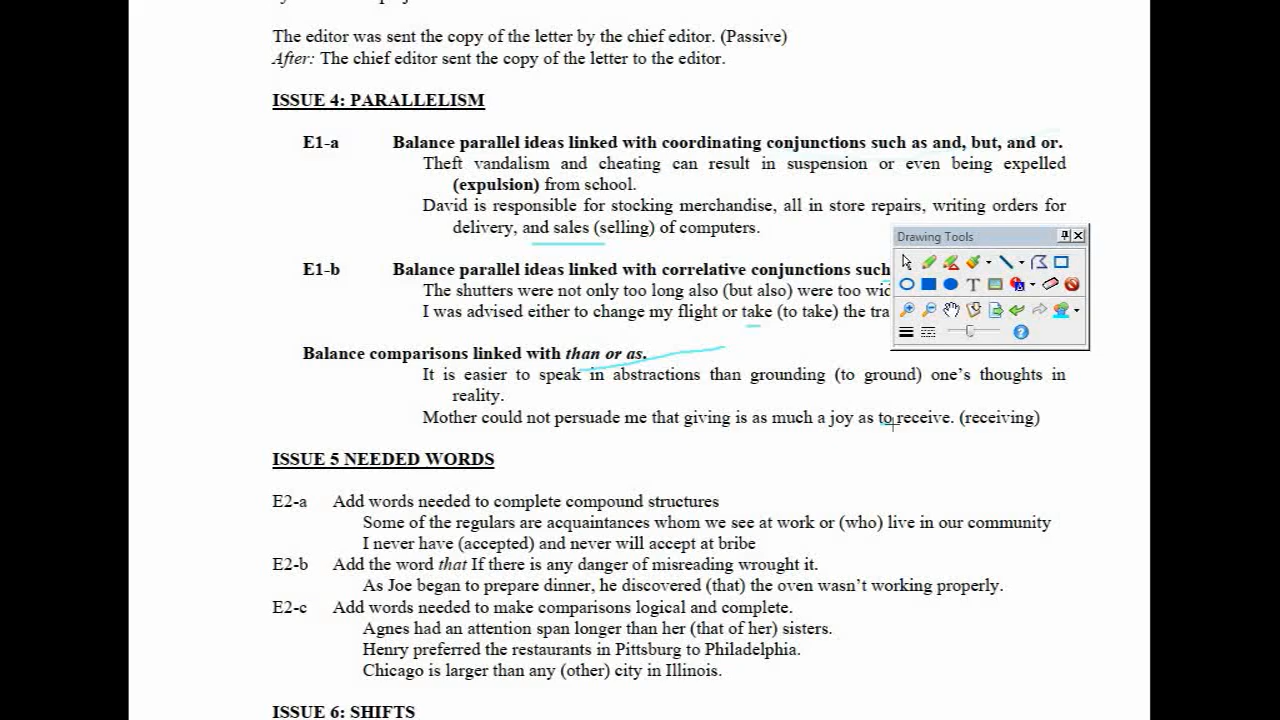 The editor was sent the copy of the letter by the chief editor. (Passive)
After: The chief editor sent the copy of the letter to the editor.
ISSUE 4: PARALLELISM
E1-a Balance parallel ideas linked with coordinating conjunctions such as and, but, and or.
Theft vandalism and cheating can result in suspension or even being expelled
(expulsion) from school.
David is responsible for stocking merchandise, all in store repairs, writing orders for
delivery, and sales (selling) of computers.
Drawing Tools
E1-b Balance parallel ideas linked with correlative conjunctions such
The shutters were not only too long also (but also) were too
I was advised either to change my flight or take (to take) the
Balance comparisons linked with than or as.
It is easier to speak in abstractions than grounding (to ground) one's thoughts in
reality.
Mother could not persuade me that giving is as much a joy as to receive. (receiving)
ISSUE 5 NEEDED WORDS
E2-a Add words needed to complete compound structures
Some of the regulars are acquaintances whom we see at work or (who) live in our community
I never have (accepted) and never will accept at bribe
E2-b Add the word that If there is any danger of misreading wrought it.
As Joe began to prepare dinner, he discovered (that) the oven wasn't working properly.
E2-c Add words needed to make comparisons logical and complete.
Agnes had an attention span longer than her (that of her) sisters.
Henry preferred the restaurants in Pittsburg to Philadelphia.
Chicago is larger than any (other) city in Illinois.
ISSUE 6: SHIFTS